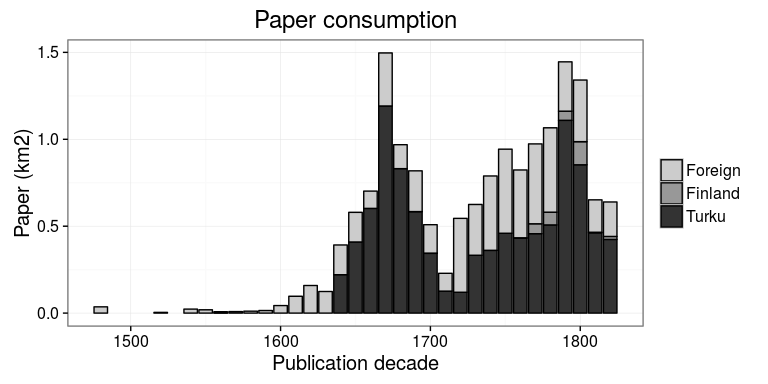 Paper consumption
Paper (km2)
1.5
1.0
0.5
0.0
1500
1600
1700
1800
Publication decade
Foreign
Finland
Turku